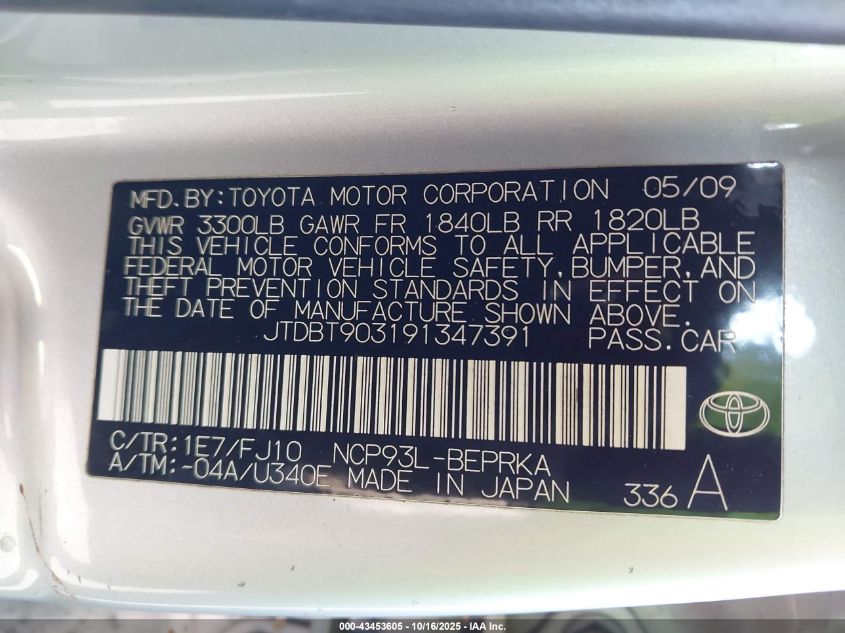 MFD.BY:TOYOTA MOTOR CORPORATION 05/09
GVWR 3300LB GAWR FR 1840LB RR 1820LB
THIS VEHICLE CONFORMS TO ALL APPLICABLE
FEDERAL MOTOR VEHICLE SAFETY,BUMPER,AND
THEFT PREVENTION STANDARDS IN EFFECT ON
THE DATE OF MANUFACTURE SHOWN ABOVE.
JTDBT903191347391 PASS.CAR
C/TR:1E7/FJ10 NCP93L-BEPRKA
A/TM:-04A/U340E MADE IN JAPAN 336 A
000-43453605 - 10/16/2025 - IAA Inc.